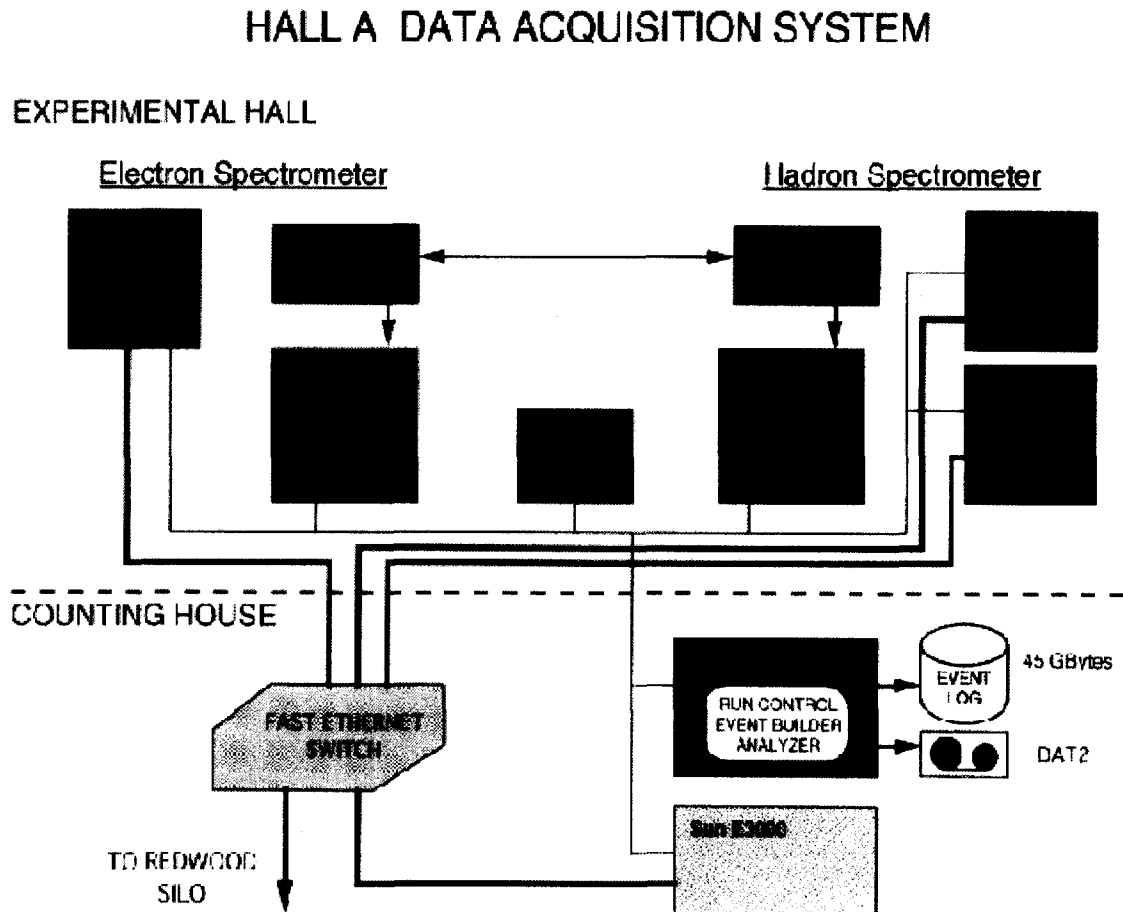 HALL A DATA ACQUISITION SYSTEM
EXPERIMENTAL HALL
Electron Spectrometer
Hadron Spectrometer
COUNTING HOUSE
FAST ETHERNET
SWITCH
RUN CONTROL
EVENT BUILDER
ANALYZER
EVENT
LOG
45 GBytes
DAT2
Sun E3000
TO REDWOOD
SILO